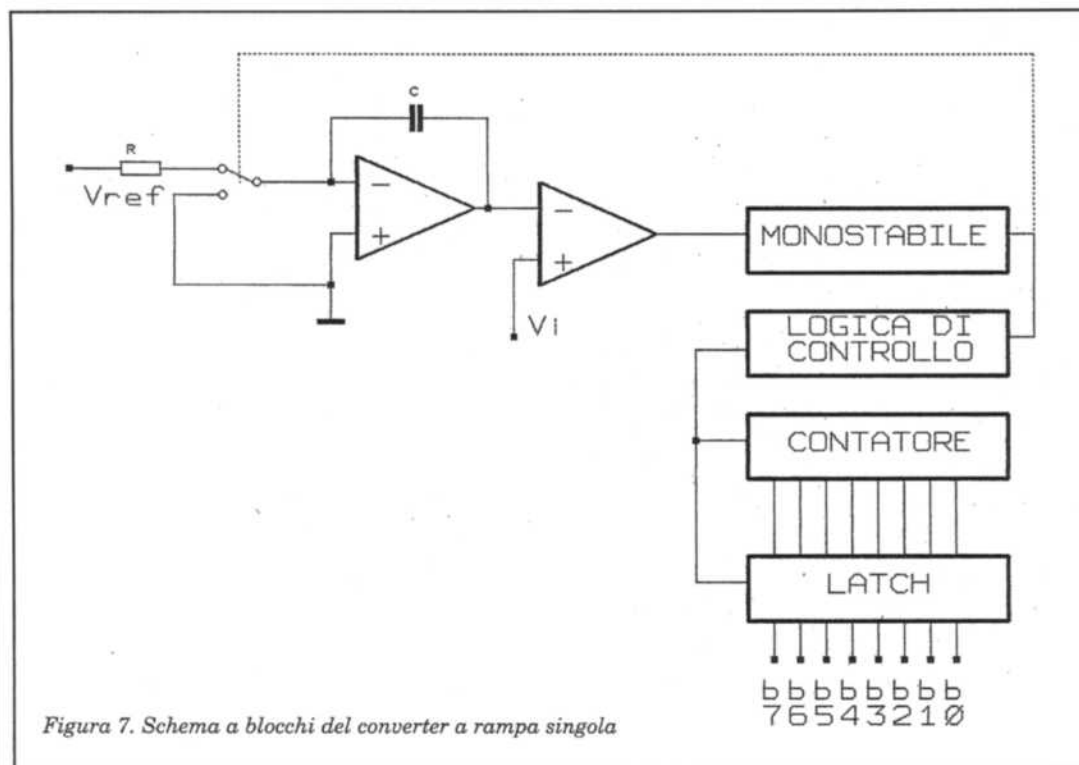 C
R
Vref
Vi
MONOSTABILE
LOGICA DI
CONTROLLO
CONTATORE
LATCH
b b b b b b b b
7 6 5 4 3 2 1 0
Figura 7. Schema a blocchi del converter a rampa singola